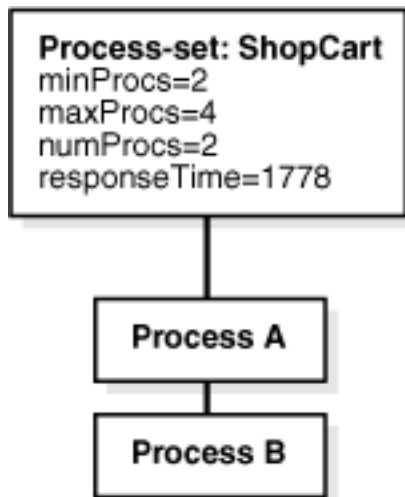 Process-set: ShopCart
minProcs=2
maxProcs=4
numProcs=2
responseTime=1778
Process A
Process B